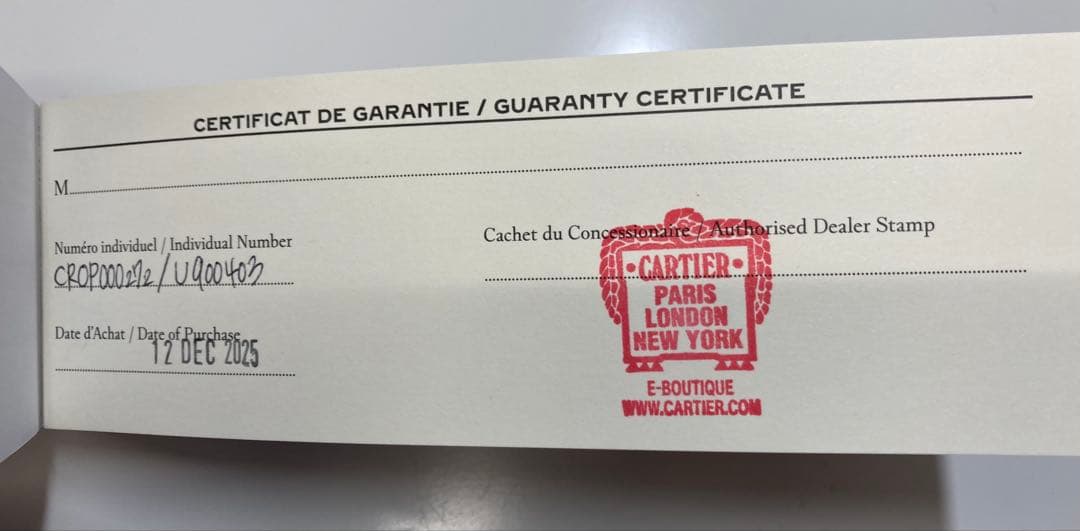 CERTIFICAT DE GARANTIE / GUARANTY CERTIFICATE
M
Numéro individuel / Individual Number
CROP000272/U900403
Date d'Achat / Date of Purchase
12 DEC 2025
Cachet du Concessionaire / Authorised Dealer Stamp
•CARTIER•
PARIS
LONDON
NEW YORK
E-BOUTIQUE
WWW.CARTIER.COM